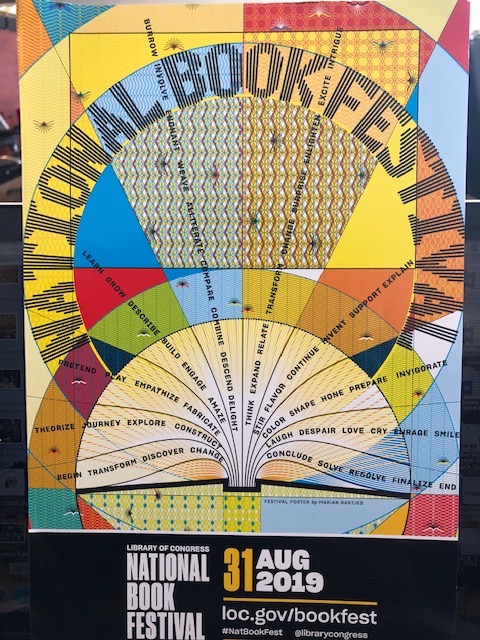 NATIONAL BOOK FESTIVAL
BEGIN TRANSFORM DISCOVER CHANGE
THEORIZE JOURNEY EXPLORE CONSTRUCT
PRETEND PLAY EMPATHIZE FABRICATE
LEARN GROW DESCRIBE BUILD ENGAGE AMAZE
BURROW INVOLVE ENCHANT WEAVE ALLITERATE COMPARE COMBINE DESCEND DELIGHT
THINK EXPAND RELATE TRANSFORM CHANGE SURPRISE ENLIGHTEN EXCITE INTRIGUE
STIR FLAVOR CONTINUE INVENT SUPPORT EXPLAIN
COLOR SHAPE HONE PREPARE INVIGORATE
LAUGH DESPAIR LOVE CRY ENRAGE SMILE
CONCLUDE SOLVE RESOLVE FINALIZE END
FESTIVAL POSTER by MARIAN BANTJES
LIBRARY OF CONGRESS
NATIONAL
BOOK
FESTIVAL
31 AUG
2019
loc.gov/bookfest
#NatBookFest @librarycongress